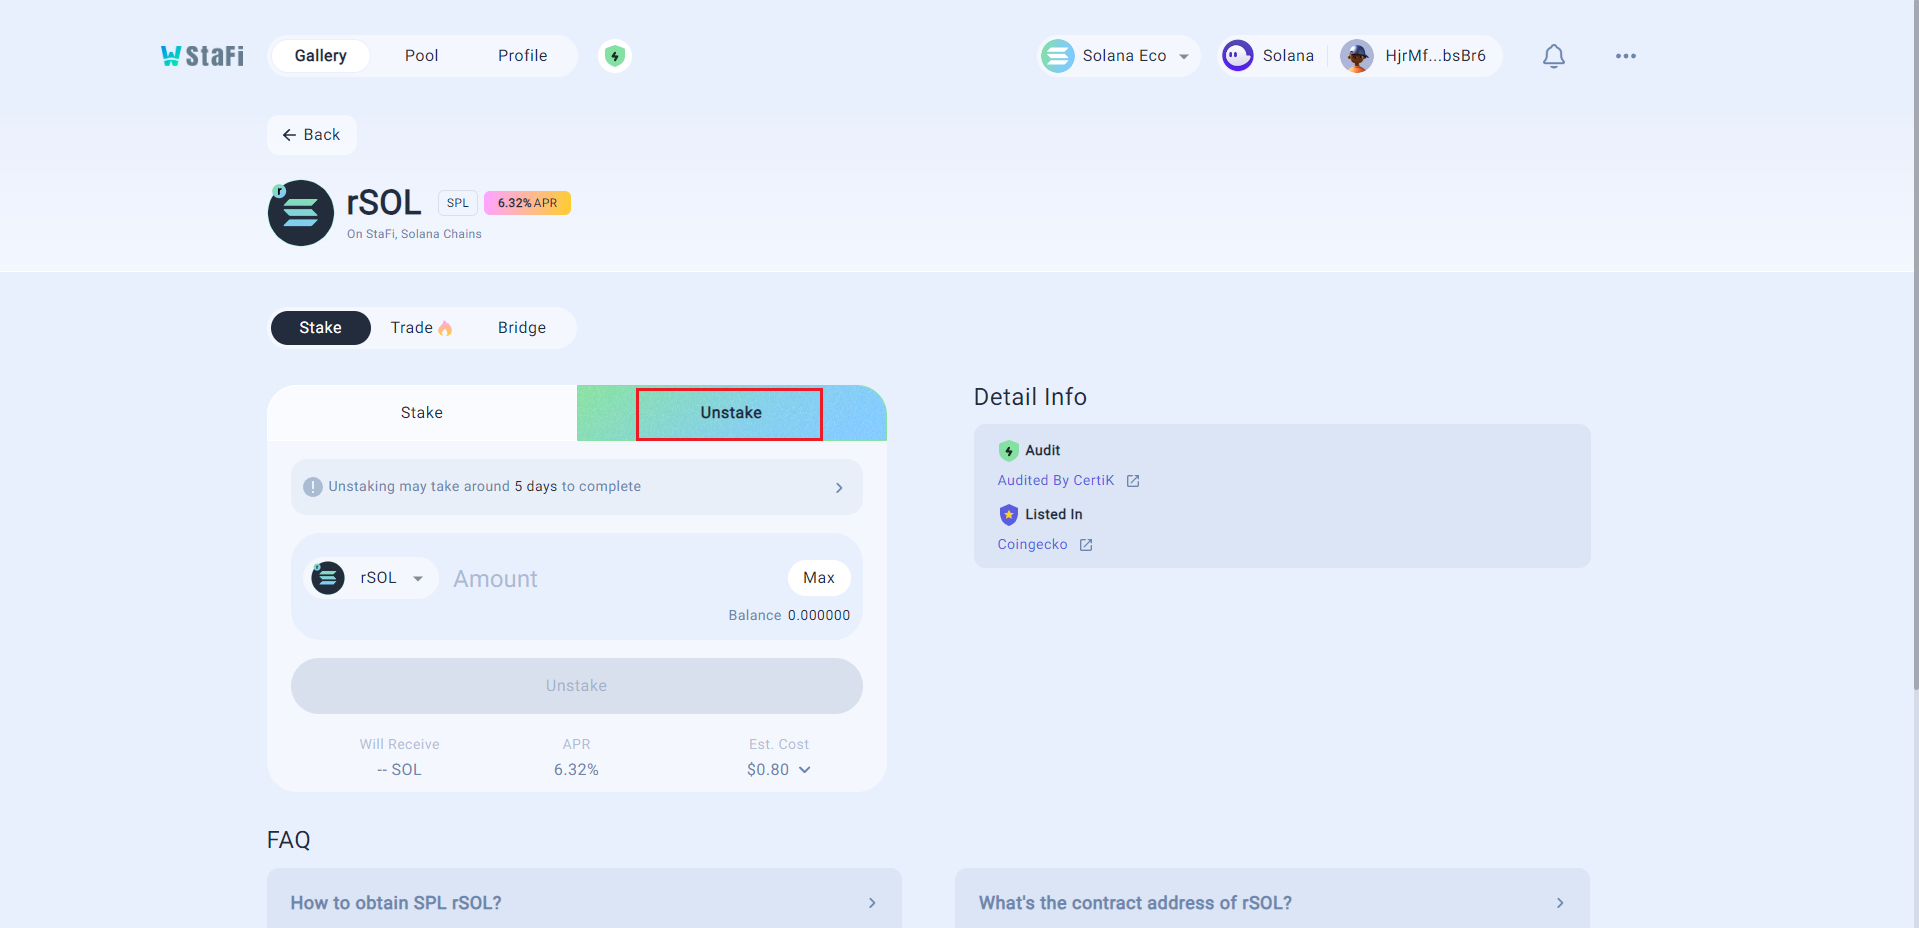 StaFi Gallery Pool Profile Solana Eco Solana HjrMf...bsBr6
Back
r
rSOL SPL 6.32% APR
On StaFi, Solana Chains
Stake Trade Bridge
Stake Unstake
Unstaking may take around 5 days to complete
rSOL Amount Max
Balance 0.000000
Unstake
Will Receive APR Est. Cost
-- SOL 6.32% $0.80
Detail Info
Audit
Audited By CertiK
Listed In
Coingecko
FAQ
How to obtain SPL rSOL?
What's the contract address of rSOL?